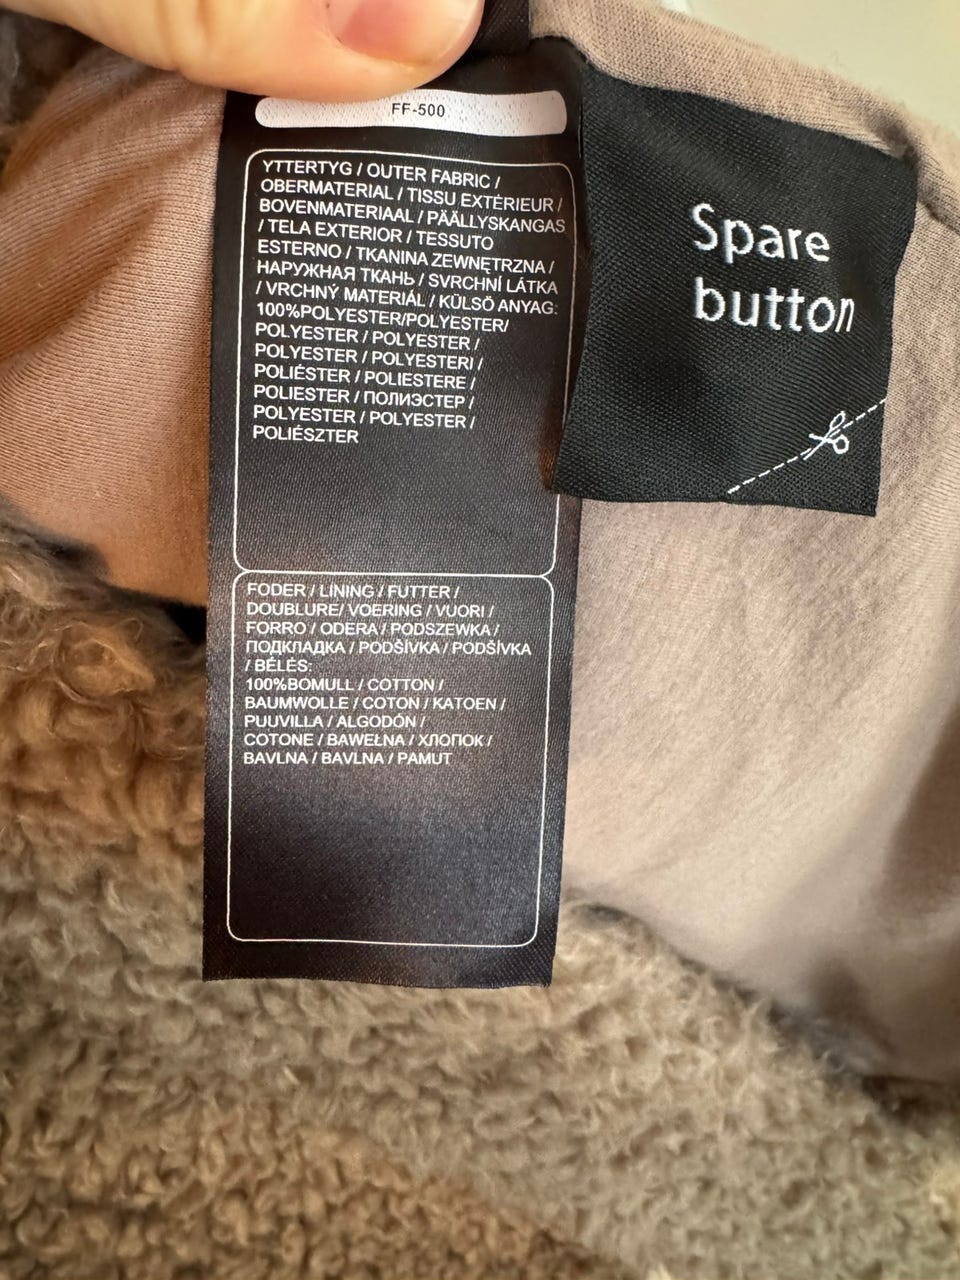 FF-500
YTTERTYG / OUTER FABRIC /
OBERMATERIAL / TISSU EXTÉRIEUR /
BOVENMATERIAAL / PÄÄLLYSKANGAS
/ TELA EXTERIOR / TESSUTO
ESTERNO / TKANINA ZEWNĘTRZNA /
НАРУЖНАЯ ТКАНЬ / SVRCHNÍ LÁTKA
/ VRCHNÝ MATERIÁL / KÜLSÖ ANYAG:
100%POLYESTER/POLYESTER/
POLYESTER / POLYESTER /
POLYESTER / POLYESTERI /
POLIÉSTER / POLIESTERE /
POLIESTER / ПОЛИЭСТЕР /
POLYESTER / POLYESTER /
POLIÉSZTER
FODER / LINING / FUTTER /
DOUBLURE/ VOERING / VUORI /
FORRO / ODERA / PODSZEWKA /
ПОДКЛАДКА / PODŠÍVKA / PODŠÍVKA
/ BÉLÉS:
100%BOMULL / COTTON /
BAUMWOLLE / COTON / KATOEN /
PUUVILLA / ALGODÓN /
COTONE / BAWEŁNA / ХЛОПОК /
BAVLNA / BAVLNA / PAMUT
Spare
button